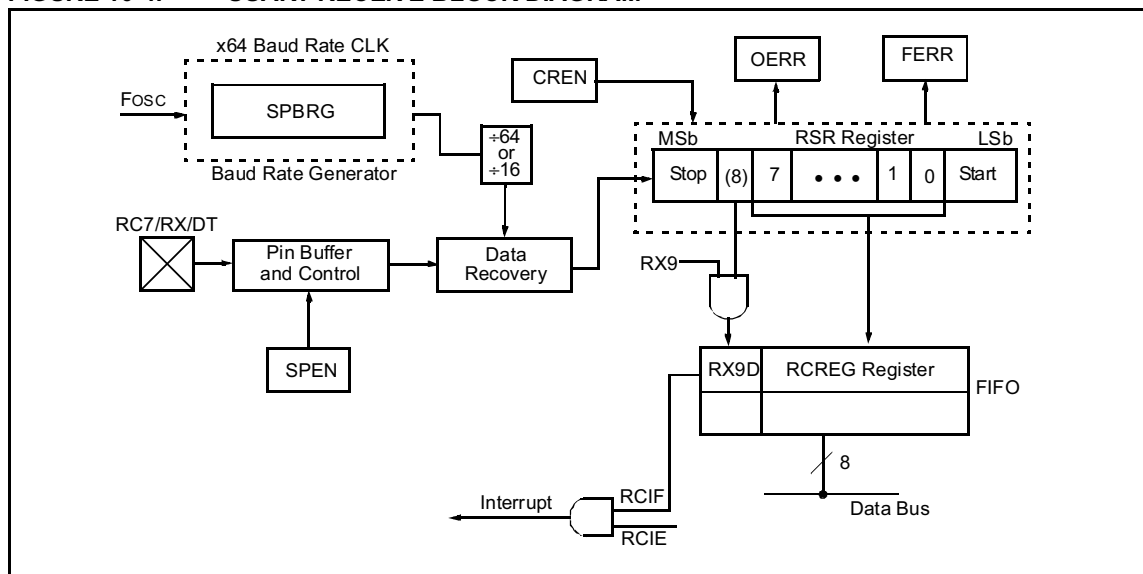 x64 Baud Rate CLK
FOSC
SPBRG
Baud Rate Generator
÷64
or
÷16
CREN
OERR
FERR
MSb
RSR Register
LSb
Stop
(8)
7
• • •
1
0
Start
RC7/RX/DT
Pin Buffer
and Control
Data
Recovery
SPEN
RX9
RX9D
RCREG Register
FIFO
8
Data Bus
Interrupt
RCIF
RCIE